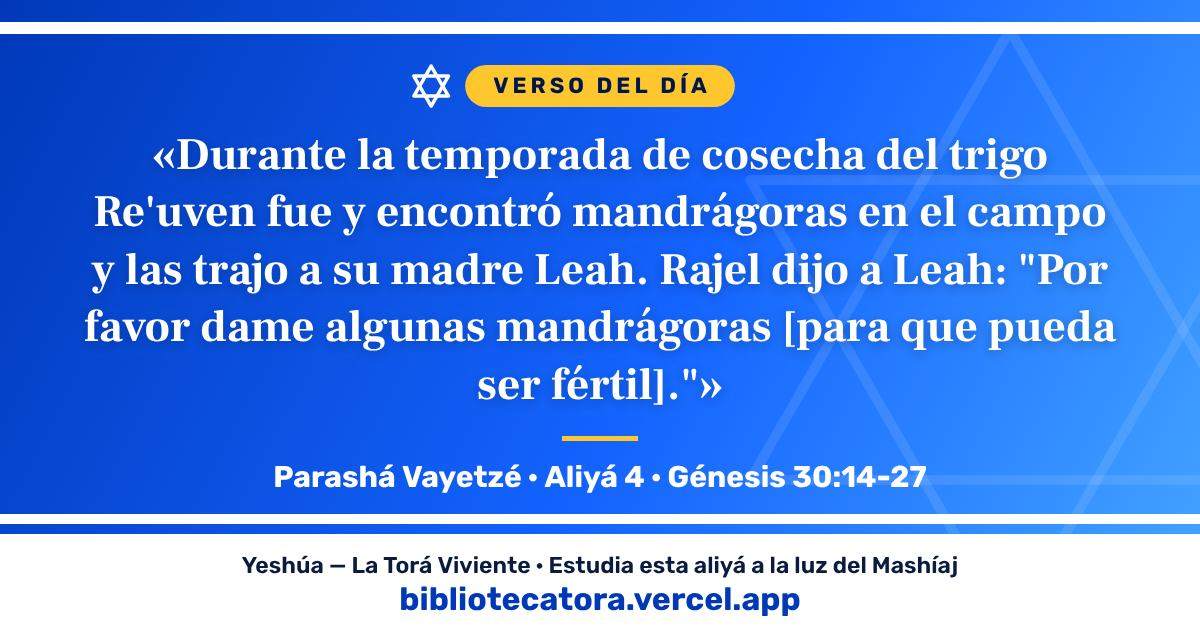 VERSO DEL DÍA
«Durante la temporada de cosecha del trigo
Re'uven fue y encontró mandrágoras en el campo
y las trajo a su madre Leah. Rajel dijo a Leah: "Por
favor dame algunas mandrágoras [para que pueda
ser fértil]."»
Parashá Vayetzé • Aliyá 4 • Génesis 30:14-27
Yeshúa — La Torá Viviente • Estudia esta aliyá a la luz del Mashíaj
bibliotecatora.vercel.app